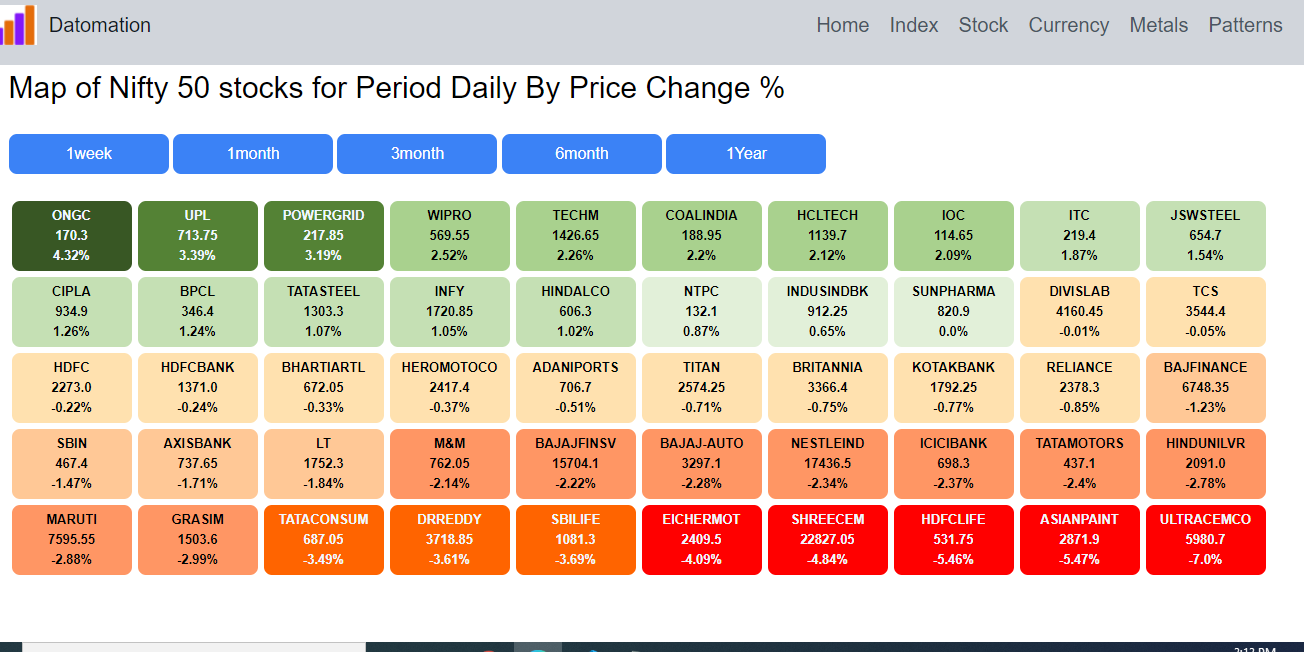 Datomation
Home Index Stock Currency Metals Patterns
Map of Nifty 50 stocks for Period Daily By Price Change %
1week 1month 3month 6month 1Year
ONGC UPL POWERGRID WIPRO TECHM COALINDIA HCLTECH IOC ITC JSWSTEEL
170.3 713.75 217.85 569.55 1426.65 188.95 1139.7 114.65 219.4 654.7
4.32% 3.39% 3.19% 2.52% 2.26% 2.2% 2.12% 2.09% 1.87% 1.54%
CIPLA BPCL TATASTEEL INFY HINDALCO NTPC INDUSINDBK SUNPHARMA DIVISLAB TCS
934.9 346.4 1303.3 1720.85 606.3 132.1 912.25 820.9 4160.45 3544.4
1.26% 1.24% 1.07% 1.05% 1.02% 0.87% 0.65% 0.0% -0.01% -0.05%
HDFC HDFCBANK BHARTIARTL HEROMOTOCO ADANIPORTS TITAN BRITANNIA KOTAKBANK RELIANCE BAJFINANCE
2273.0 1371.0 672.05 2417.4 706.7 2574.25 3366.4 1792.25 2378.3 6748.35
-0.22% -0.24% -0.33% -0.37% -0.51% -0.71% -0.75% -0.77% -0.85% -1.23%
SBIN AXISBANK LT M&M BAJAJFINSV BAJAJ-AUTO NESTLEIND ICICIBANK TATAMOTORS HINDUNILVR
467.4 737.65 1752.3 762.05 15704.1 3297.1 17436.5 698.3 437.1 2091.0
-1.47% -1.71% -1.84% -2.14% -2.22% -2.28% -2.34% -2.37% -2.4% -2.78%
MARUTI GRASIM TATACONSUM DRREDDY SBILIFE EICHERMOT SHREECEM HDFCLIFE ASIANPAINT ULTRACEMCO
7595.55 1503.6 687.05 3718.85 1081.3 2409.5 22827.05 531.75 2871.9 5980.7
-2.88% -2.99% -3.49% -3.61% -3.69% -4.09% -4.84% -5.46% -5.47% -7.0%